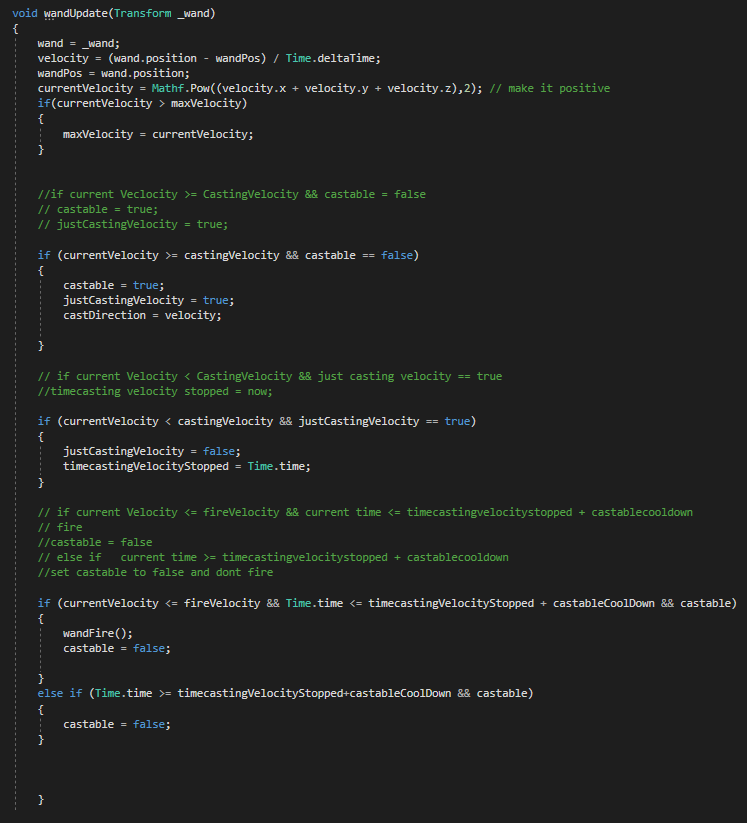 void wandUpdate(Transform _wand)
{
wand = _wand;
velocity = (wand.position - wandPos) / Time.deltaTime;
wandPos = wand.position;
currentVelocity = Mathf.Pow((velocity.x + velocity.y + velocity.z),2); // make it positive
if(currentVelocity > maxVelocity)
{
maxVelocity = currentVelocity;
}
//if current Veclocity >= CastingVelocity && castable = false
// castable = true;
// justCastingVelocity = true;
if (currentVelocity >= castingVelocity && castable == false)
{
castable = true;
justCastingVelocity = true;
castDirection = velocity;
}
// if current Velocity < CastingVelocity && just casting velocity == true
//timecasting velocity stopped = now;
if (currentVelocity < castingVelocity && justCastingVelocity == true)
{
justCastingVelocity = false;
timecastingVelocityStopped = Time.time;
}
// if current Velocity <= fireVelocity && current time <= timecastingvelocitystopped + castablecooldown
// fire
//castable = false
// else if   current time >= timecastingvelocitystopped + castablecooldown
//set castable to false and dont fire
if (currentVelocity <= fireVelocity && Time.time <= timecastingVelocityStopped + castableCoolDown && castable)
{
wandFire();
castable = false;
}
else if (Time.time >= timecastingVelocityStopped+castableCoolDown && castable)
{
castable = false;
}
}